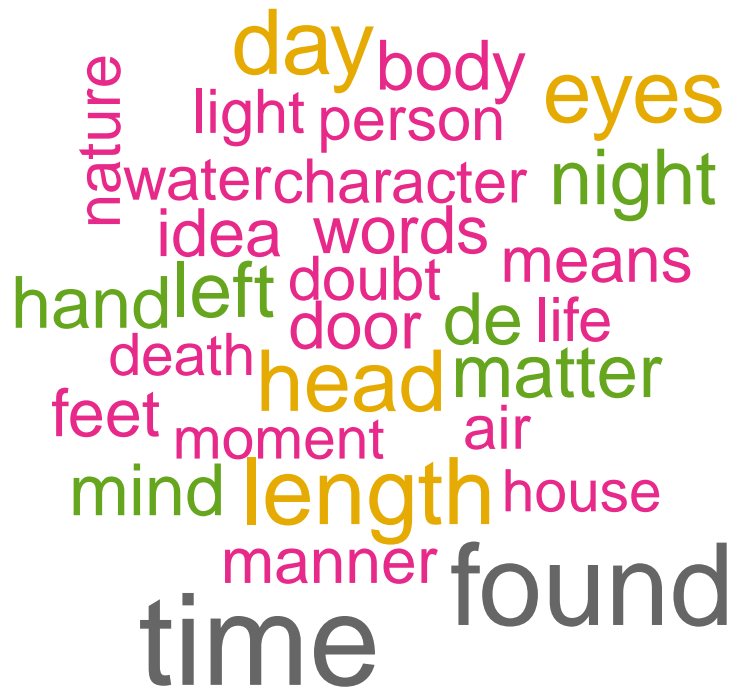 day body eyes
nature light person
water character night
idea words means
hand left doubt
door de life
death head matter
feet moment air
mind length house
manner found
time